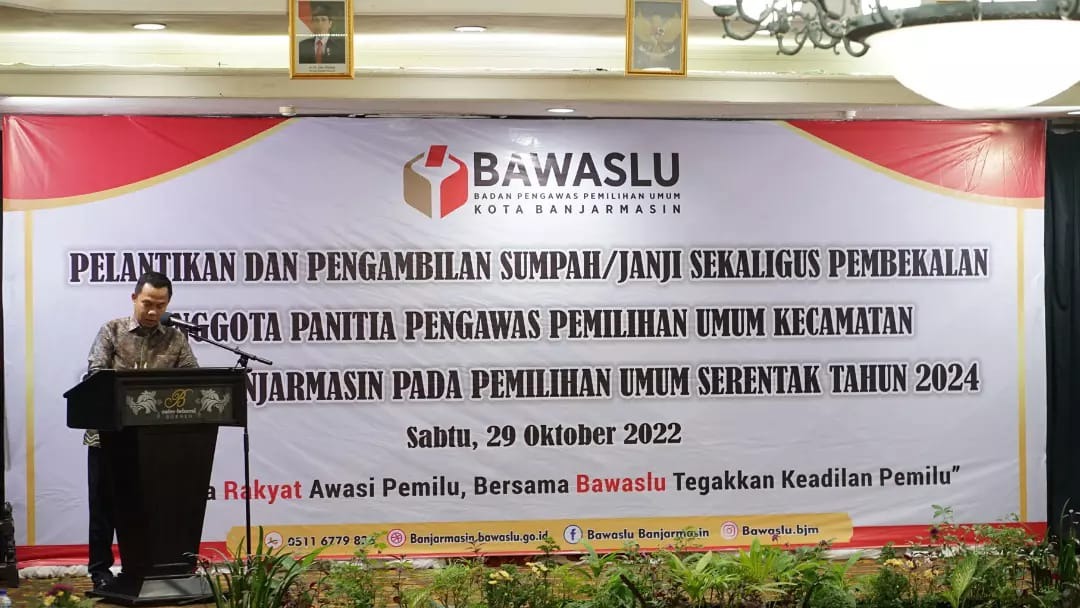 BAWASLU
BADAN PENGAWAS PEMILIHAN UMUM
KOTA BANJARMASIN
PELANTIKAN DAN PENGAMBILAN SUMPAH/JANJI SEKALIGUS PEMBEKALAN
NGGOTA PANITIA PENGAWAS PEMILIHAN UMUM KECAMATAN
NJARMASIN PADA PEMILIHAN UMUM SERENTAK TAHUN 2024
Sabtu, 29 Oktober 2022
a Rakyat Awasi Pemilu, Bersama Bawaslu Tegakkan Keadilan Pemilu”
0511 6779 Banjarmasin.bawaslu.go.id Bawaslu Banjarmasin Bawaslu.bjm
B